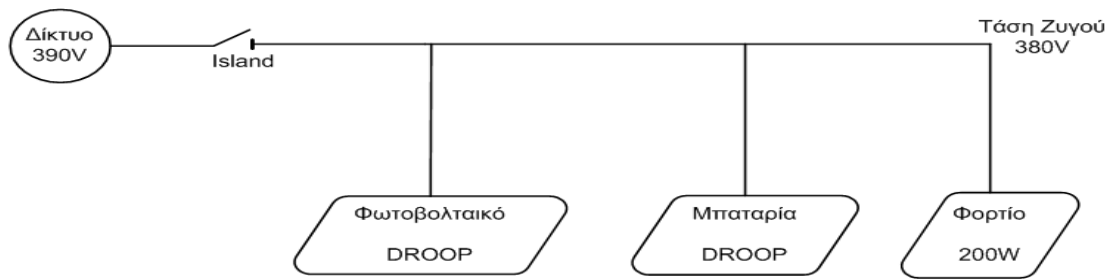 Δίκτυο
390V
Island
Τάση Ζυγού
380V
Φωτοβολταικό
DROOP
Μπαταρία
DROOP
Φορτίο
200W